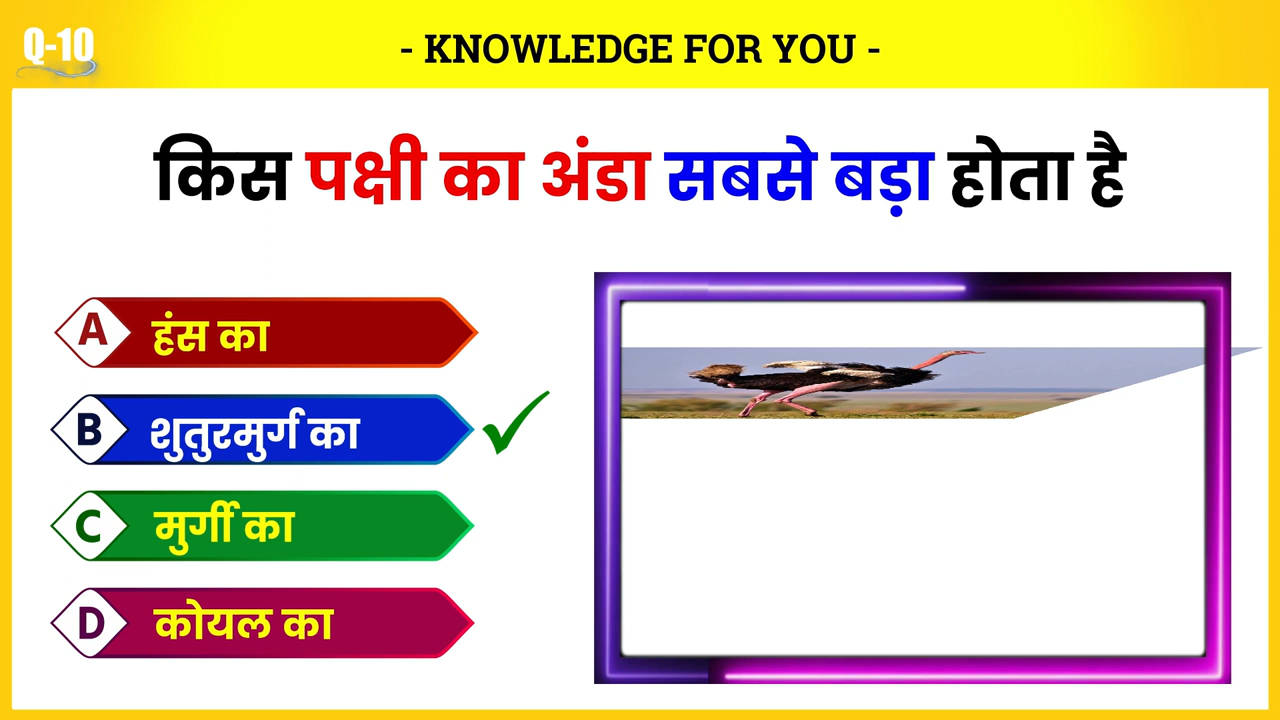 Q-10
- KNOWLEDGE FOR YOU -
किस पक्षी का अंडा सबसे बड़ा होता है
A हंस का
B शुतुरमुर्ग का
C मुर्गी का
D कोयल का